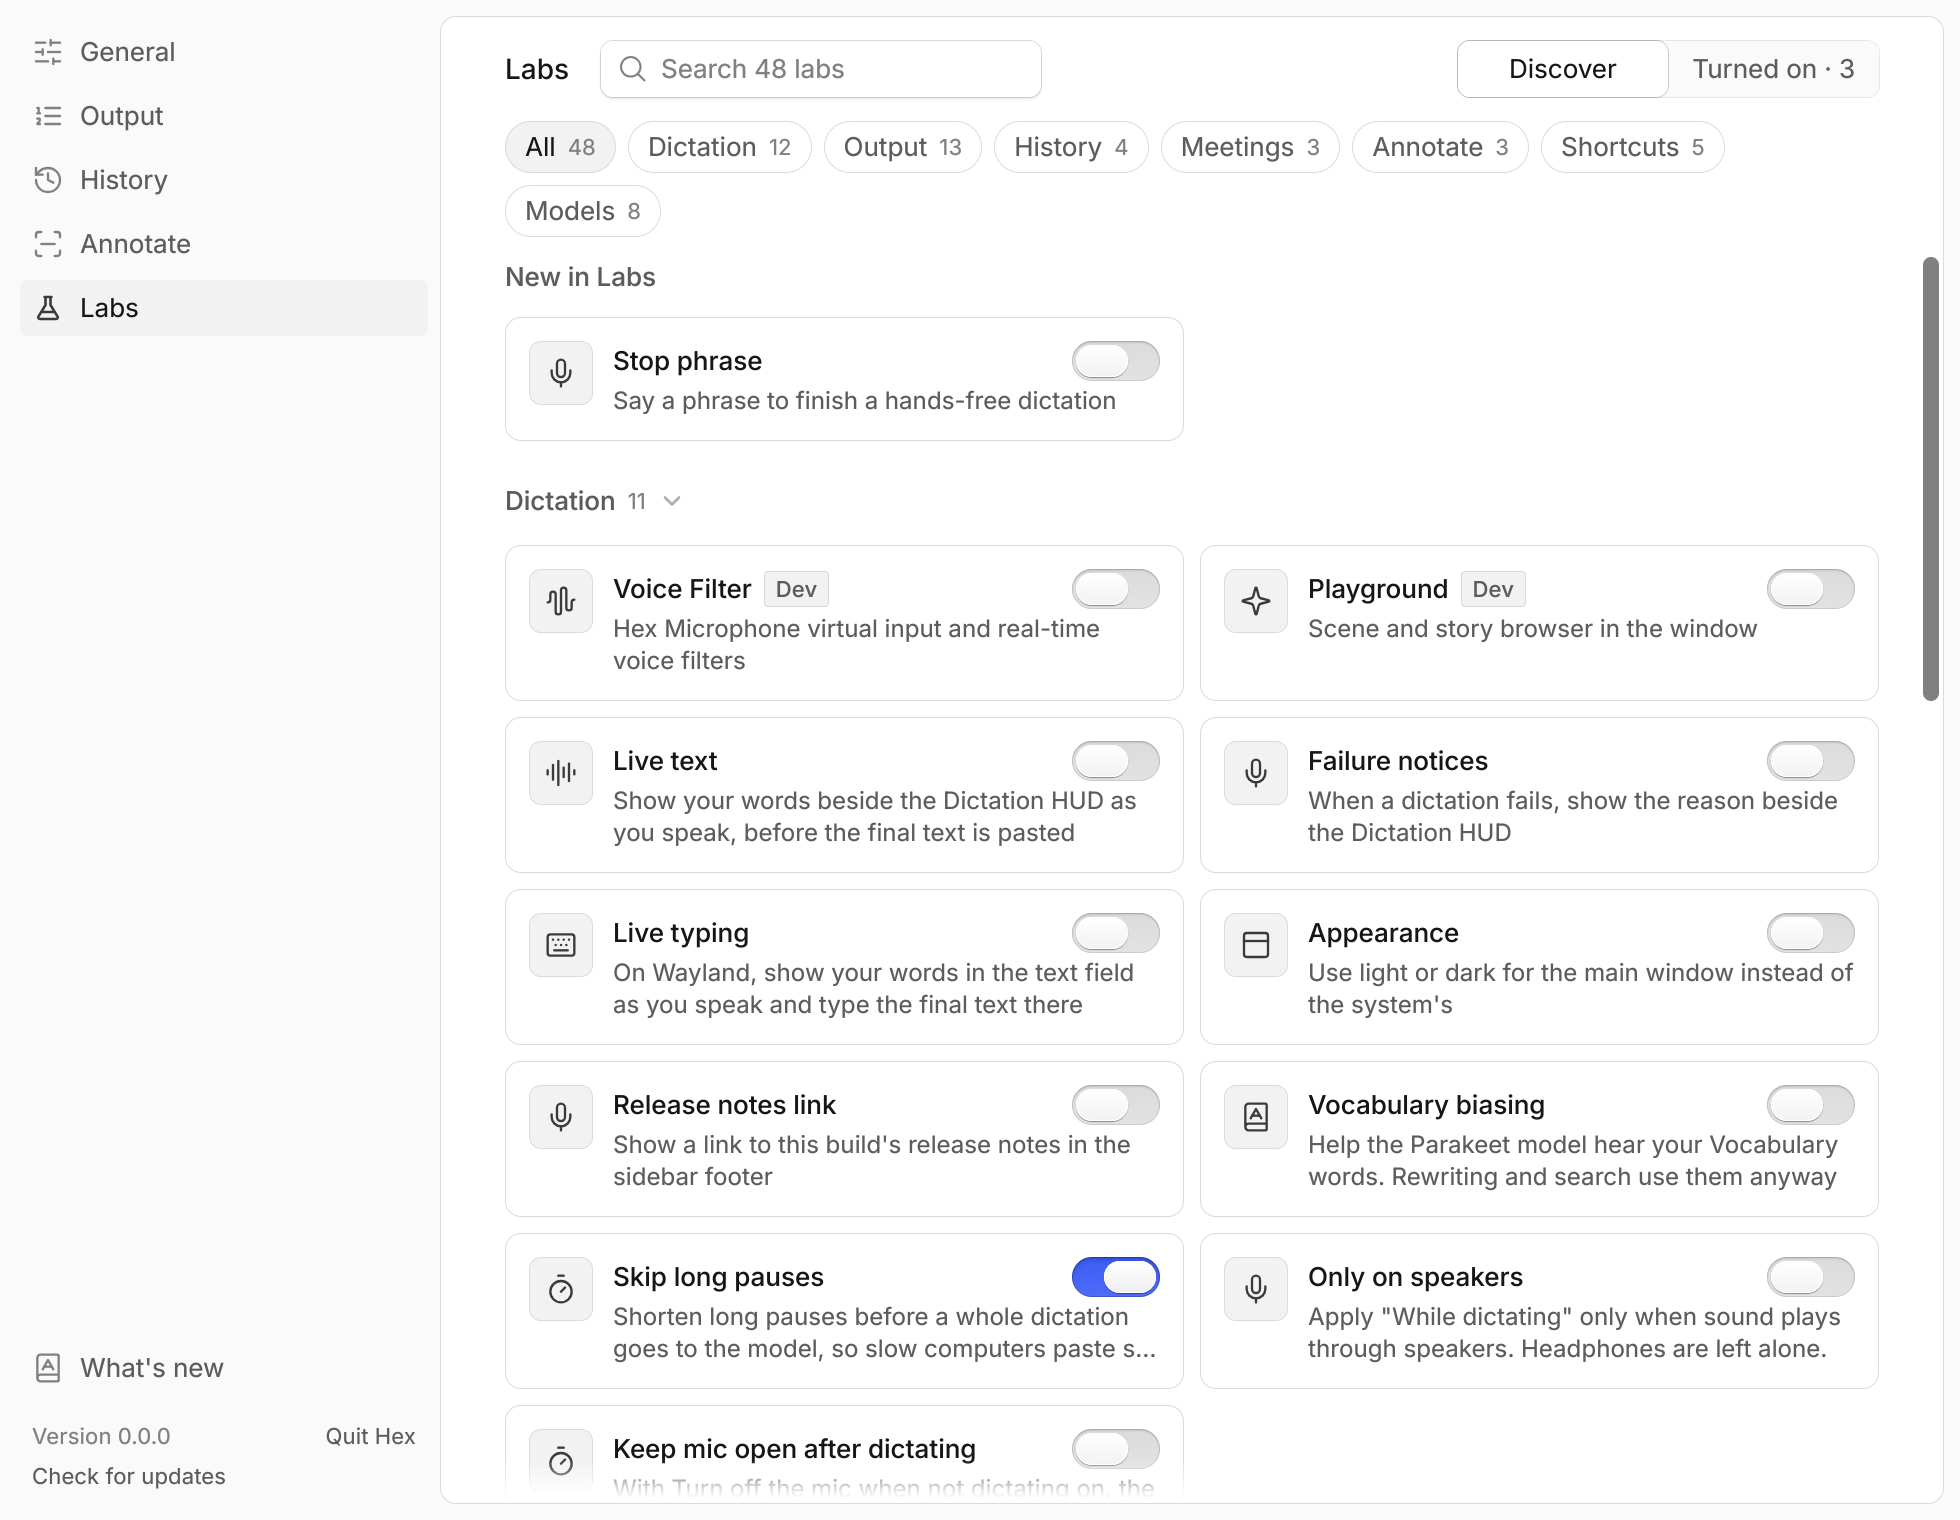 General
Output
History
Annotate
Labs
What's new
Version 0.0.0
Quit Hex
Check for updates
Labs
Search 48 labs
Discover
Turned on · 3
All 48
Dictation 12
Output 13
History 4
Meetings 3
Annotate 3
Shortcuts 5
Models 8
New in Labs
Stop phrase
Say a phrase to finish a hands-free dictation
Dictation 11
Voice Filter Dev
Hex Microphone virtual input and real-time
voice filters
Playground Dev
Scene and story browser in the window
Live text
Show your words beside the Dictation HUD as
you speak, before the final text is pasted
Failure notices
When a dictation fails, show the reason beside
the Dictation HUD
Live typing
On Wayland, show your words in the text field
as you speak and type the final text there
Appearance
Use light or dark for the main window instead of
the system's
Release notes link
Show a link to this build's release notes in the
sidebar footer
Vocabulary biasing
Help the Parakeet model hear your Vocabulary
words. Rewriting and search use them anyway
Skip long pauses
Shorten long pauses before a whole dictation
goes to the model, so slow computers paste s...
Only on speakers
Apply "While dictating" only when sound plays
through speakers. Headphones are left alone.
Keep mic open after dictating
With Turn off the mic when not dictating on, the